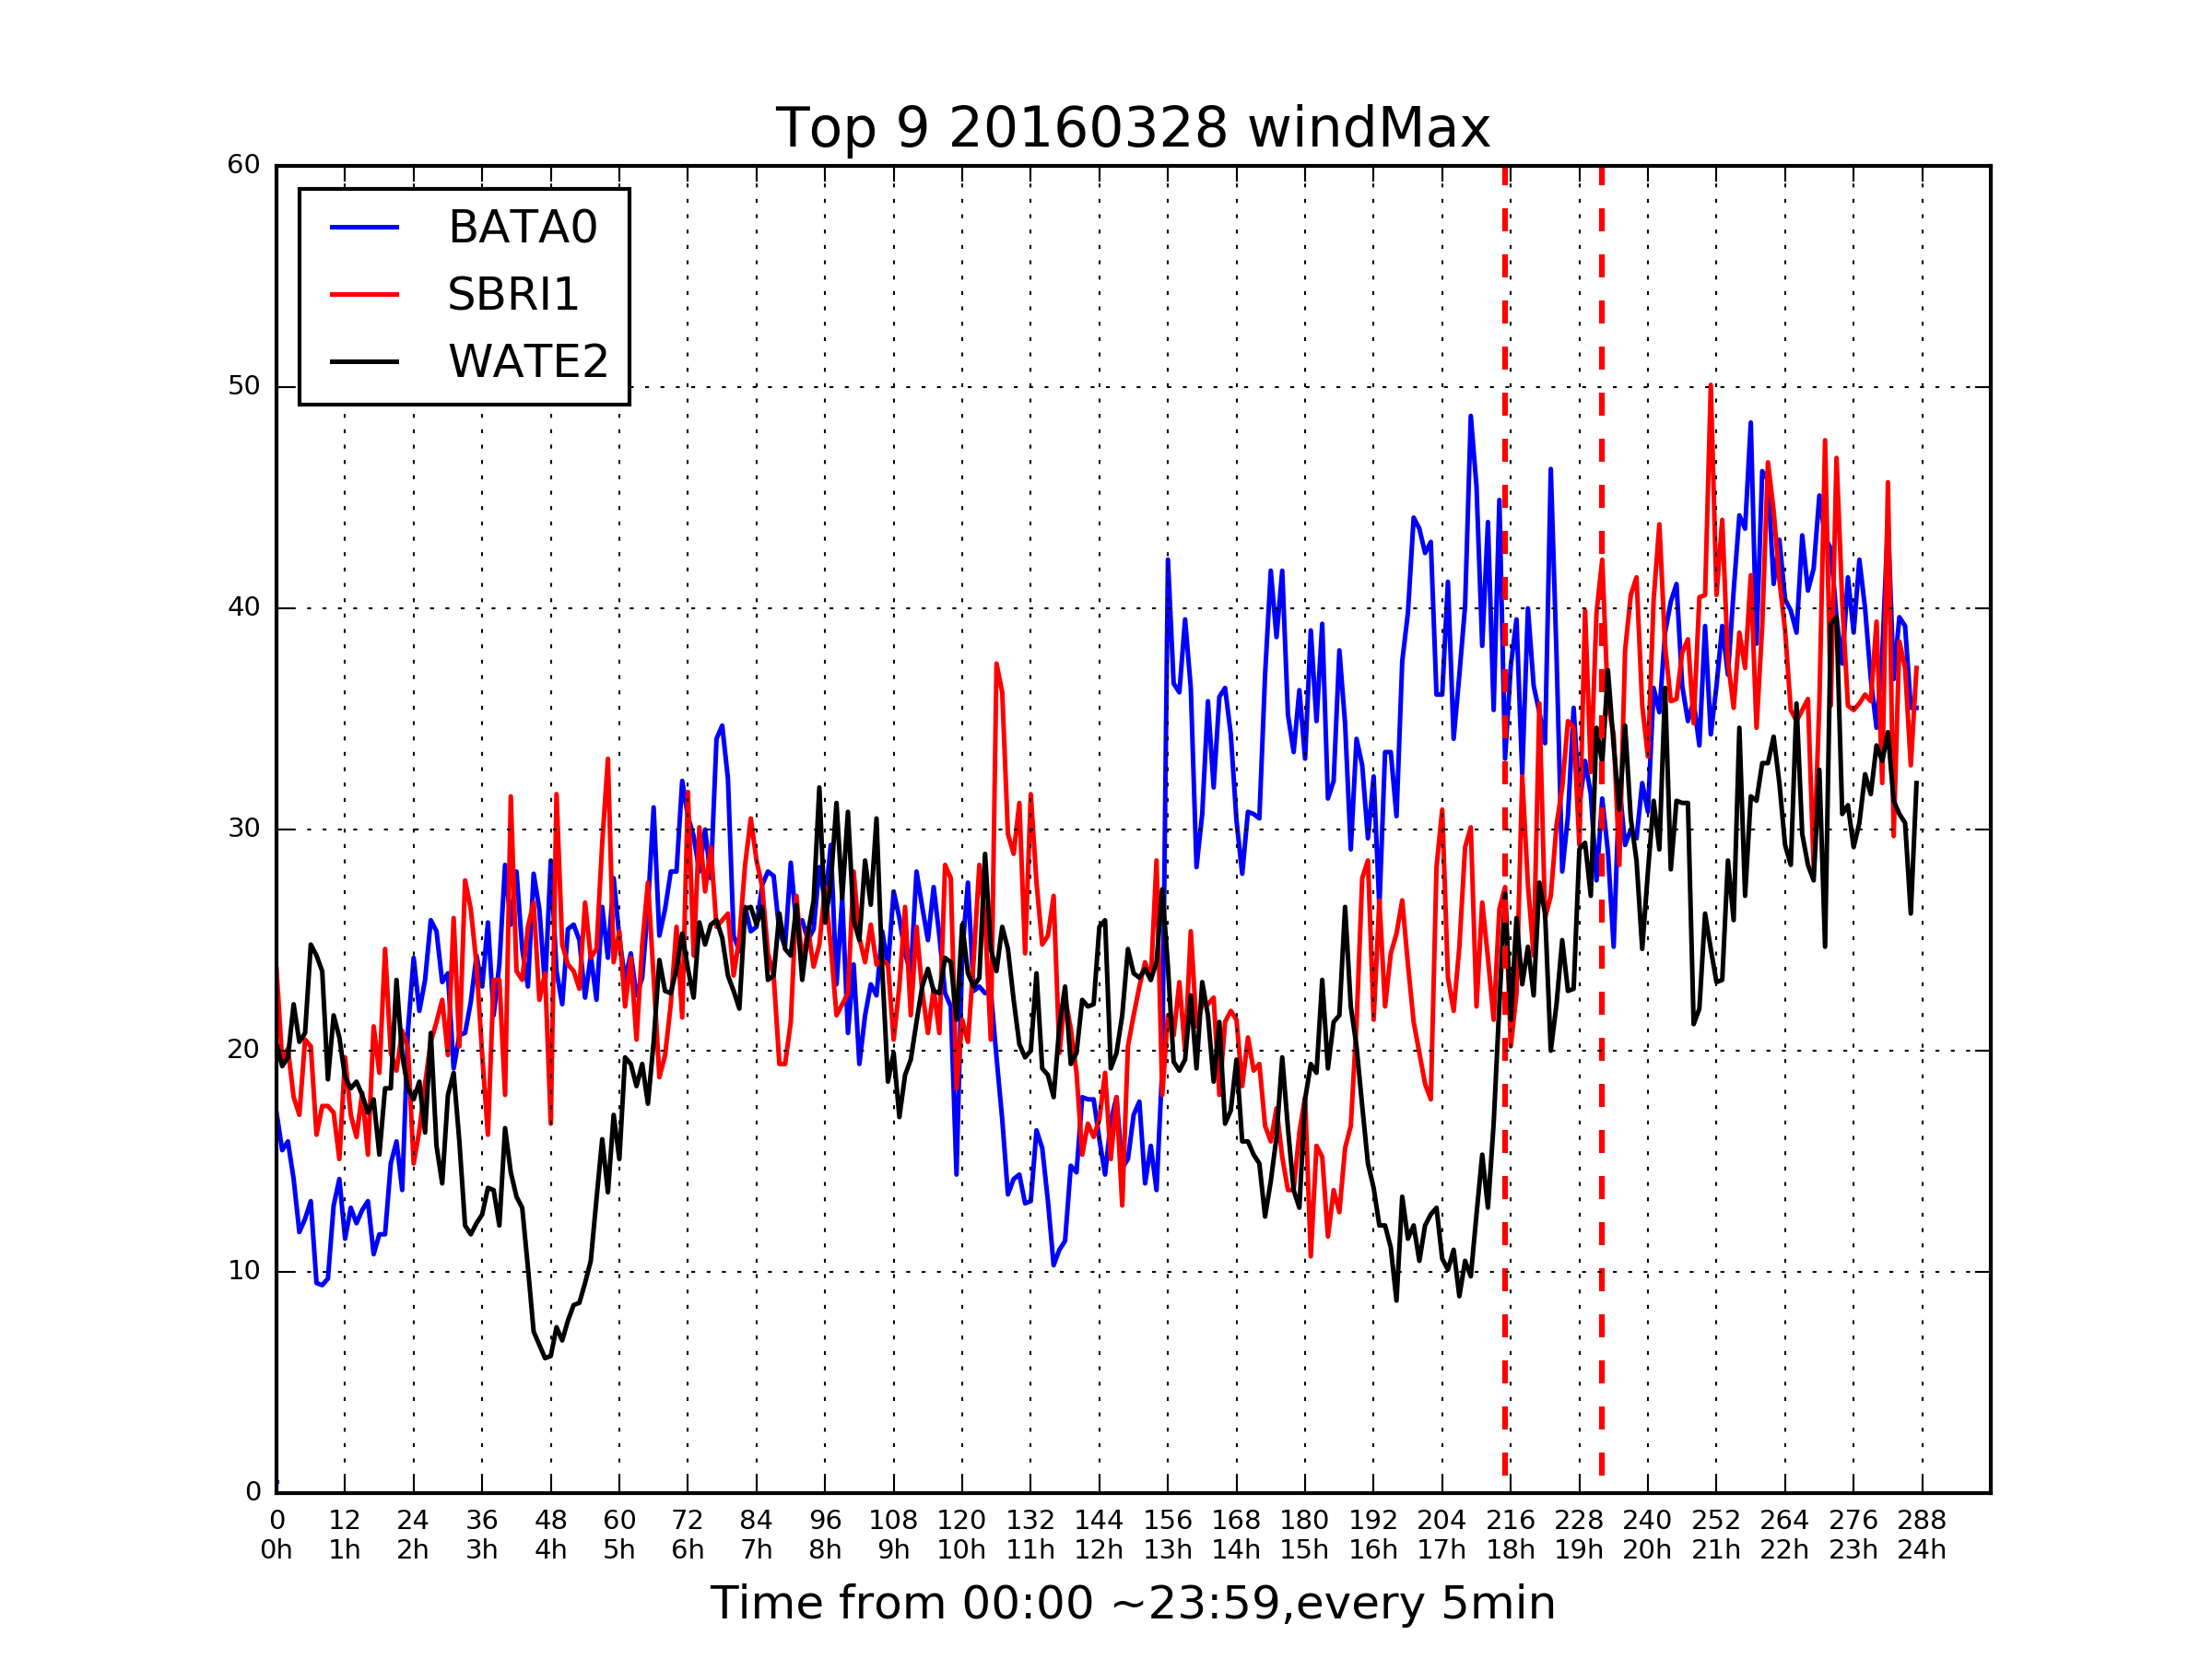 Top 9 20160328 windMax
60
50
40
30
20
10
0
BATA0
SBRI1
WATE2
0 12 24 36 48 60 72 84 96 108 120 132 144 156 168 180 192 204 216 228 240 252 264 276 288
0h 1h 2h 3h 4h 5h 6h 7h 8h 9h 10h 11h 12h 13h 14h 15h 16h 17h 18h 19h 20h 21h 22h 23h 24h
Time from 00:00 ~23:59,every 5min